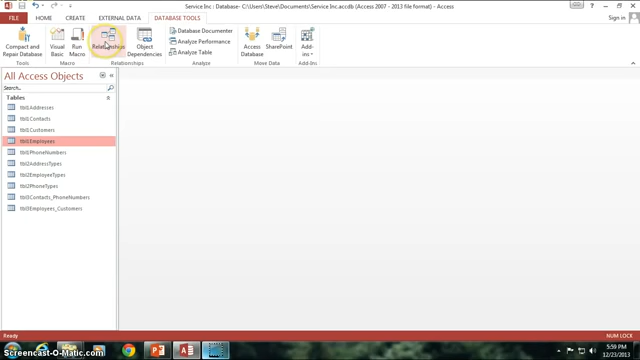 Service Inc : Database- C:\Users\Steve\Documents\Service Inc.accdb (Access 2007 - 2013 file format) - Access
Sign in
FILE HOME CREATE EXTERNAL DATA DATABASE TOOLS
Compact and Repair Database
Visual Basic
Run Macro
Relationships
Object Dependencies
Database Documenter
Analyze Performance
Analyze Table
Access Database
SharePoint
Add-ins
Tools Macro Relationships Analyze Move Data Add-ins
All Access Objects
Search...
Tables
tbl1Addresses
tbl1Contacts
tbl1Customers
tbl1Employees
tbl1PhoneNumbers
tbl2AddressTypes
tbl2EmployeeTypes
tbl2PhoneTypes
tbl3Contacts_PhoneNumbers
tbl3Employees_Customers
Ready
NUM LOCK
5:59 PM
12/23/2013
Screencast-O-Matic.com